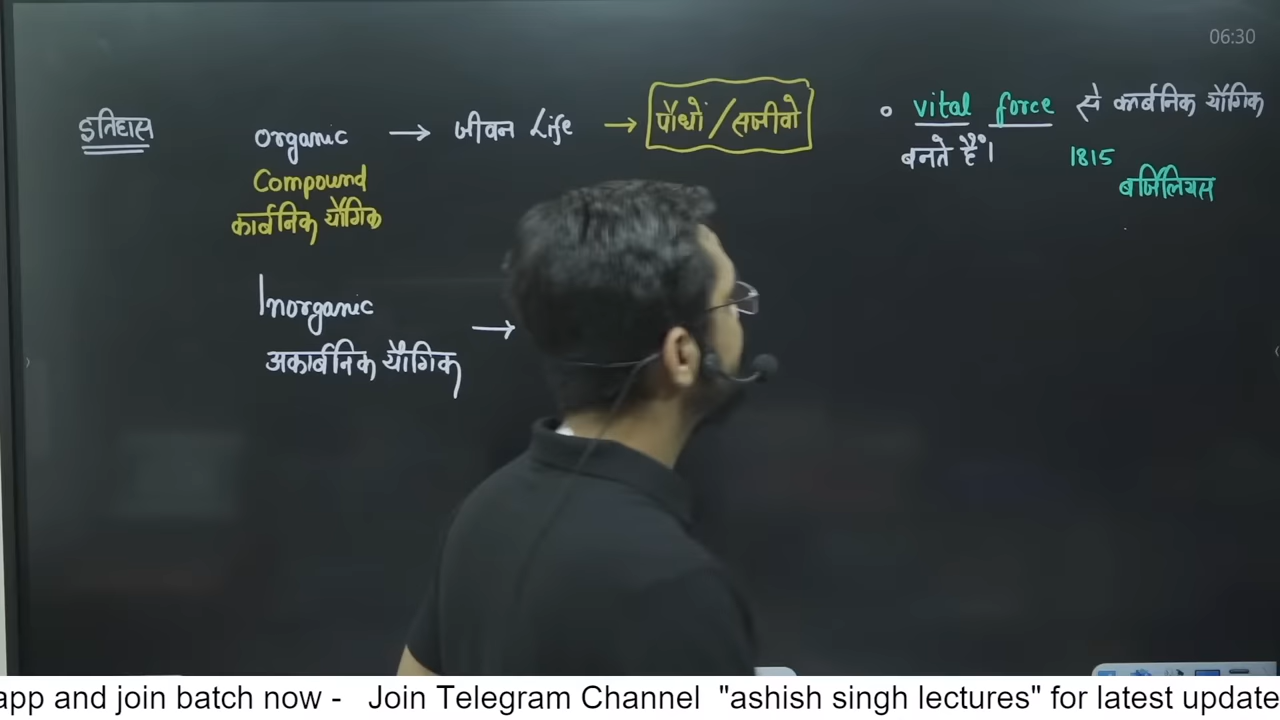 06:30
इतिहास
organic → जीवन Life → पौधों / सजीवो
Compound
कार्बनिक यौगिक
Inorganic →
अकार्बनिक यौगिक
vital force से कार्बनिक यौगिक
बनते हैं।
1815
बर्जिलियस
app and join batch now - Join Telegram Channel "ashish singh lectures" for latest update